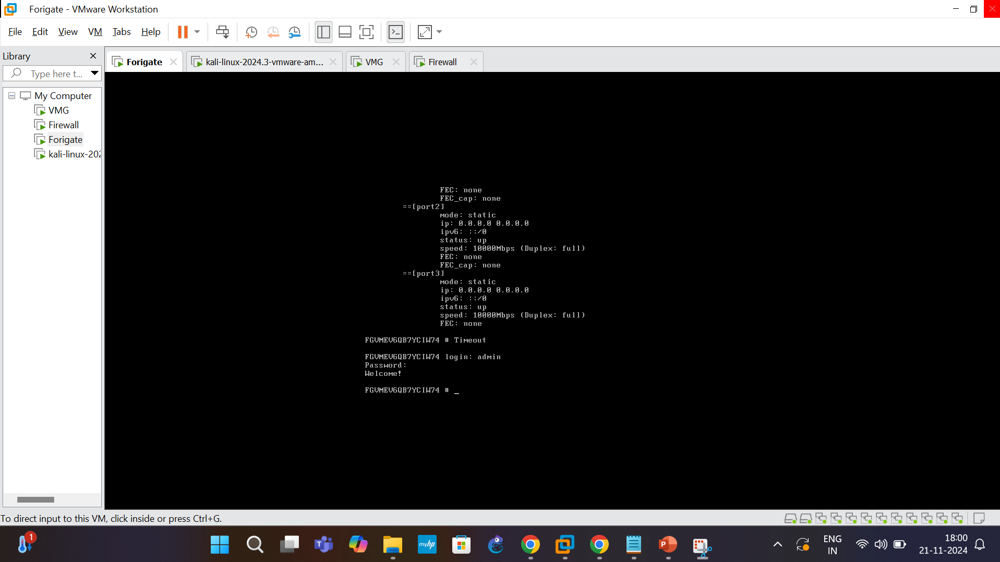 Forigate - VMware Workstation
File Edit View VM Tabs Help
Library
Type here t...
My Computer
VMG
Firewall
Forigate
kali-linux-202
Forigate
kali-linux-2024.3-vmware-am...
VMG
Firewall
FEC: none
FEC_cap: none
==[port2]
mode: static
ip: 0.0.0.0 0.0.0.0
ipv6: ::/0
status: up
speed: 10000Mbps (Duplex: full)
FEC: none
FEC_cap: none
==[port3]
mode: static
ip: 0.0.0.0 0.0.0.0
ipv6: ::/0
status: up
speed: 10000Mbps (Duplex: full)
FEC: none
FGVMEV6QB7YCIW74 # Timeout
FGVMEV6QB7YCIW74 login: admin
Password:
Welcome!
FGVMEV6QB7YCIW74 # _
To direct input to this VM, click inside or press Ctrl+G.
1
T
myhp
P
ENG
IN
18:00
21-11-2024